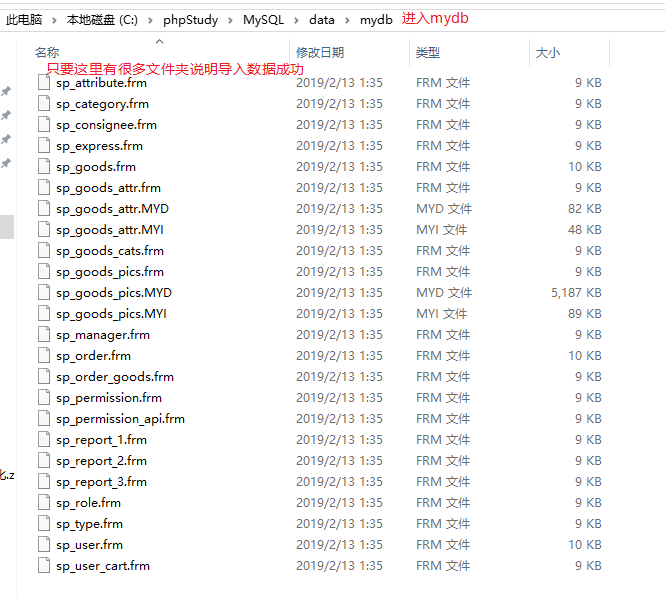 此电脑 > 本地磁盘 (C:) > phpStudy > MySQL > data > mydb 进入mydb
名称 修改日期 类型 大小
只要这里有很多文件夹说明导入数据成功
sp_attribute.frm 2019/2/13 1:35 FRM 文件 9 KB
sp_category.frm 2019/2/13 1:35 FRM 文件 9 KB
sp_consignee.frm 2019/2/13 1:35 FRM 文件 9 KB
sp_express.frm 2019/2/13 1:35 FRM 文件 9 KB
sp_goods.frm 2019/2/13 1:35 FRM 文件 10 KB
sp_goods_attr.frm 2019/2/13 1:35 FRM 文件 9 KB
sp_goods_attr.MYD 2019/2/13 1:35 MYD 文件 82 KB
sp_goods_attr.MYI 2019/2/13 1:35 MYI 文件 48 KB
sp_goods_cats.frm 2019/2/13 1:35 FRM 文件 9 KB
sp_goods_pics.frm 2019/2/13 1:35 FRM 文件 9 KB
sp_goods_pics.MYD 2019/2/13 1:35 MYD 文件 5,187 KB
sp_goods_pics.MYI 2019/2/13 1:35 MYI 文件 89 KB
sp_manager.frm 2019/2/13 1:35 FRM 文件 9 KB
sp_order.frm 2019/2/13 1:35 FRM 文件 10 KB
sp_order_goods.frm 2019/2/13 1:35 FRM 文件 9 KB
sp_permission.frm 2019/2/13 1:35 FRM 文件 9 KB
sp_permission_api.frm 2019/2/13 1:35 FRM 文件 9 KB
sp_report_1.frm 2019/2/13 1:35 FRM 文件 9 KB
sp_report_2.frm 2019/2/13 1:35 FRM 文件 9 KB
sp_report_3.frm 2019/2/13 1:35 FRM 文件 9 KB
sp_role.frm 2019/2/13 1:35 FRM 文件 9 KB
sp_type.frm 2019/2/13 1:35 FRM 文件 9 KB
sp_user.frm 2019/2/13 1:35 FRM 文件 10 KB
sp_user_cart.frm 2019/2/13 1:35 FRM 文件 9 KB